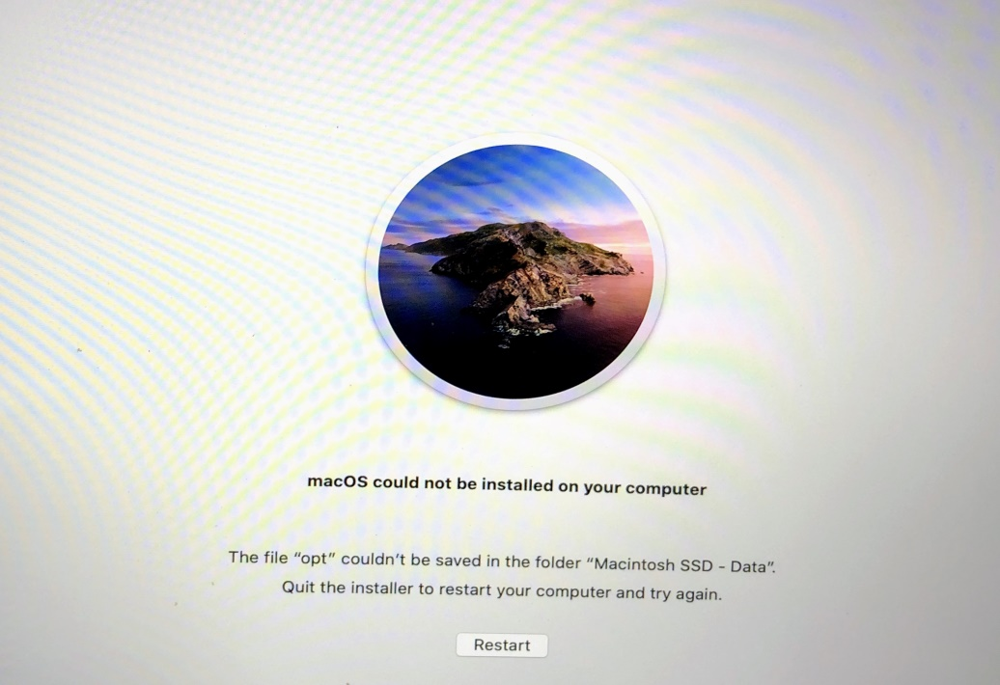 macOS could not be installed on your computer
The file “opt” couldn’t be saved in the folder “Macintosh SSD - Data”.
Quit the installer to restart your computer and try again.
Restart